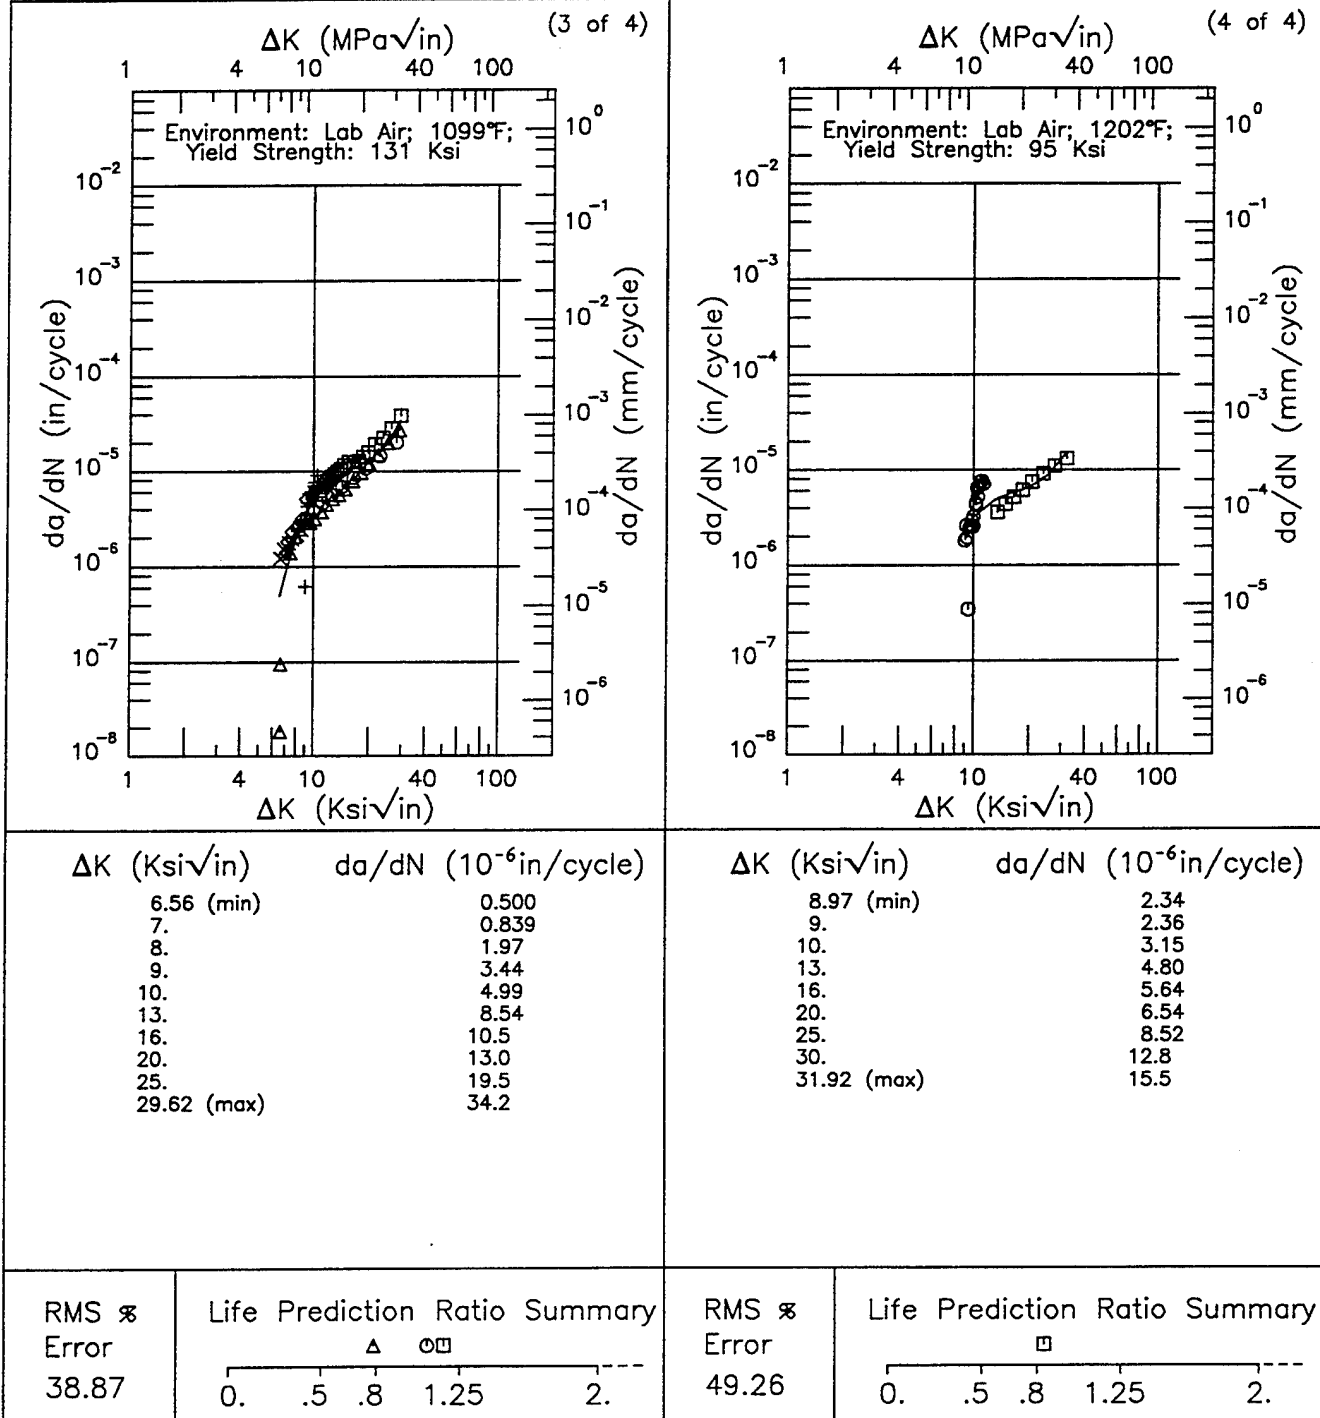 (3 of 4)
ΔK (MPa√in)
1 4 10 40 100
Environment: Lab Air; 1099°F;
Yield Strength: 131 Ksi
10⁰
10⁻²
10⁻¹
10⁻³
10⁻²
10⁻⁴
10⁻³
10⁻⁵
10⁻⁴
10⁻⁶
10⁻⁵
10⁻⁷
10⁻⁶
10⁻⁸
da/dN (in/cycle)
da/dN (mm/cycle)
1 4 10 40 100
ΔK (Ksi√in)
ΔK (Ksi√in) da/dN (10⁻⁶in/cycle)
6.56 (min) 0.500
7. 0.839
8. 1.97
9. 3.44
10. 4.99
13. 8.54
16. 10.5
20. 13.0
25. 19.5
29.62 (max) 34.2
RMS %
Error
38.87
Life Prediction Ratio Summary
0. .5 .8 1.25 2.
(4 of 4)
ΔK (MPa√in)
1 4 10 40 100
Environment: Lab Air; 1202°F;
Yield Strength: 95 Ksi
10⁰
10⁻²
10⁻¹
10⁻³
10⁻²
10⁻⁴
10⁻³
10⁻⁵
10⁻⁴
10⁻⁶
10⁻⁵
10⁻⁷
10⁻⁶
10⁻⁸
da/dN (in/cycle)
da/dN (mm/cycle)
1 4 10 40 100
ΔK (Ksi√in)
ΔK (Ksi√in) da/dN (10⁻⁶in/cycle)
8.97 (min) 2.34
9. 2.36
10. 3.15
13. 4.80
16. 5.64
20. 6.54
25. 8.52
30. 12.8
31.92 (max) 15.5
RMS %
Error
49.26
Life Prediction Ratio Summary
0. .5 .8 1.25 2.